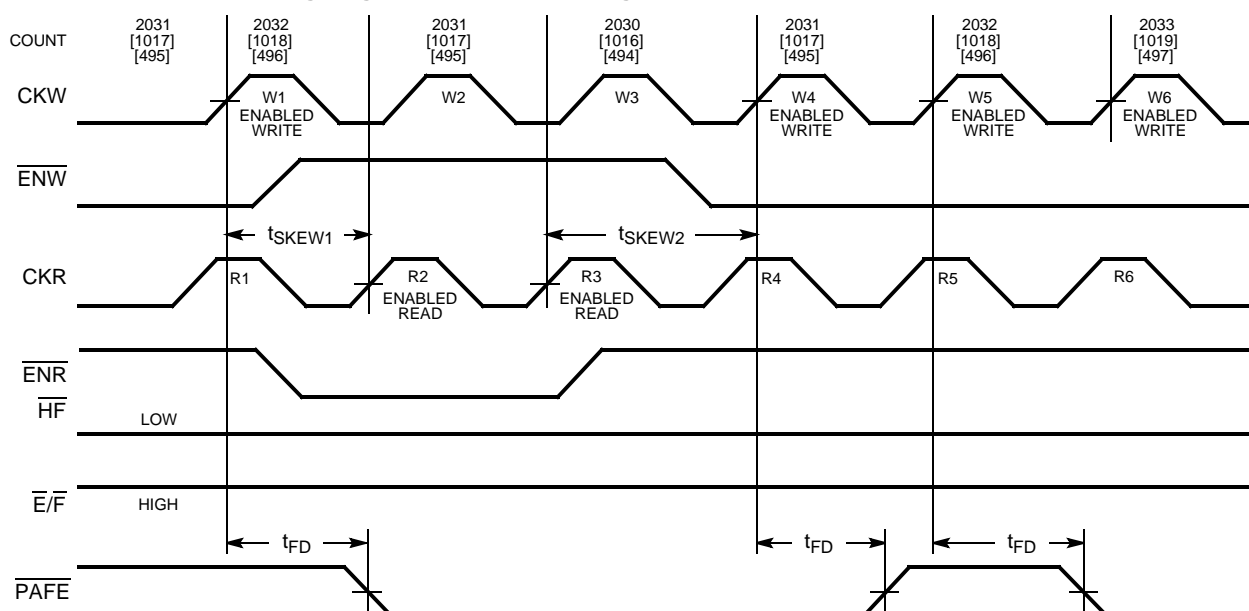 COUNT
2031 2032 2031 2030 2031 2032 2033
[1017] [1018] [1017] [1016] [1017] [1018] [1019]
[495] [496] [495] [494] [495] [496] [497]
CKW
W1 W2 W3 W4 W5 W6
ENABLED ENABLED ENABLED ENABLED
WRITE WRITE WRITE WRITE
ENW
tSKEW1 tSKEW2
CKR
R1 R2 R3 R4 R5 R6
ENABLED ENABLED
READ READ
ENR
HF
LOW
E/F
HIGH
tFD tFD tFD
PAFE